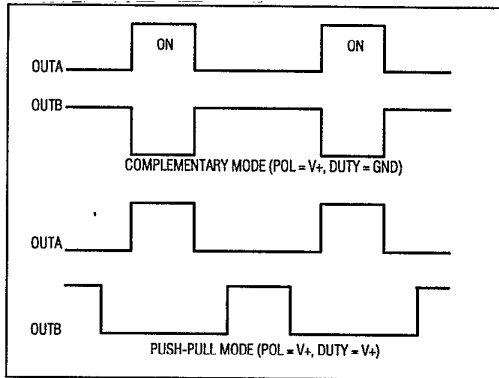 ON ON
OUTA
OUTB
COMPLEMENTARY MODE (POL = V+, DUTY = GND)
OUTA
OUTB
PUSH-PULL MODE (POL = V+, DUTY = V+)